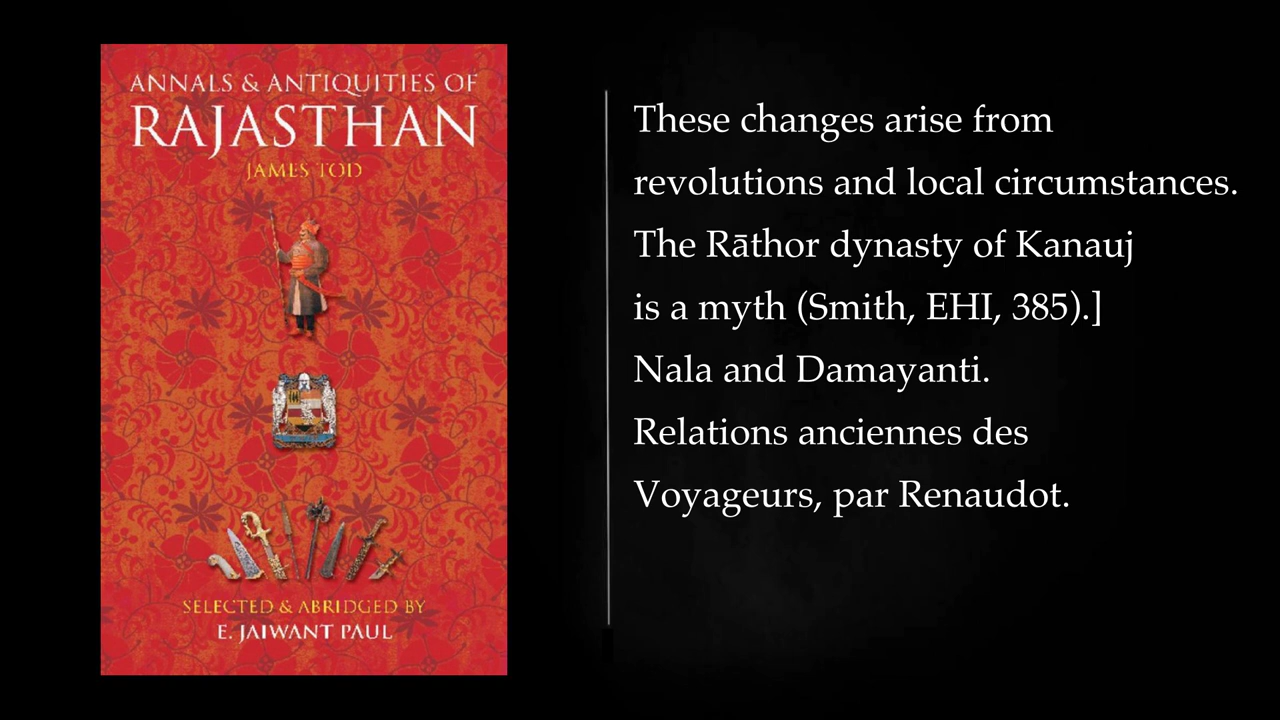 ANNALS & ANTIQUITIES OF
RAJASTHAN
JAMES TOD
SELECTED & ABRIDGED BY
E. JAIWANT PAUL
These changes arise from
revolutions and local circumstances.
The Rāthor dynasty of Kanauj
is a myth (Smith, EHI, 385).]
Nala and Damayanti.
Relations anciennes des
Voyageurs, par Renaudot.